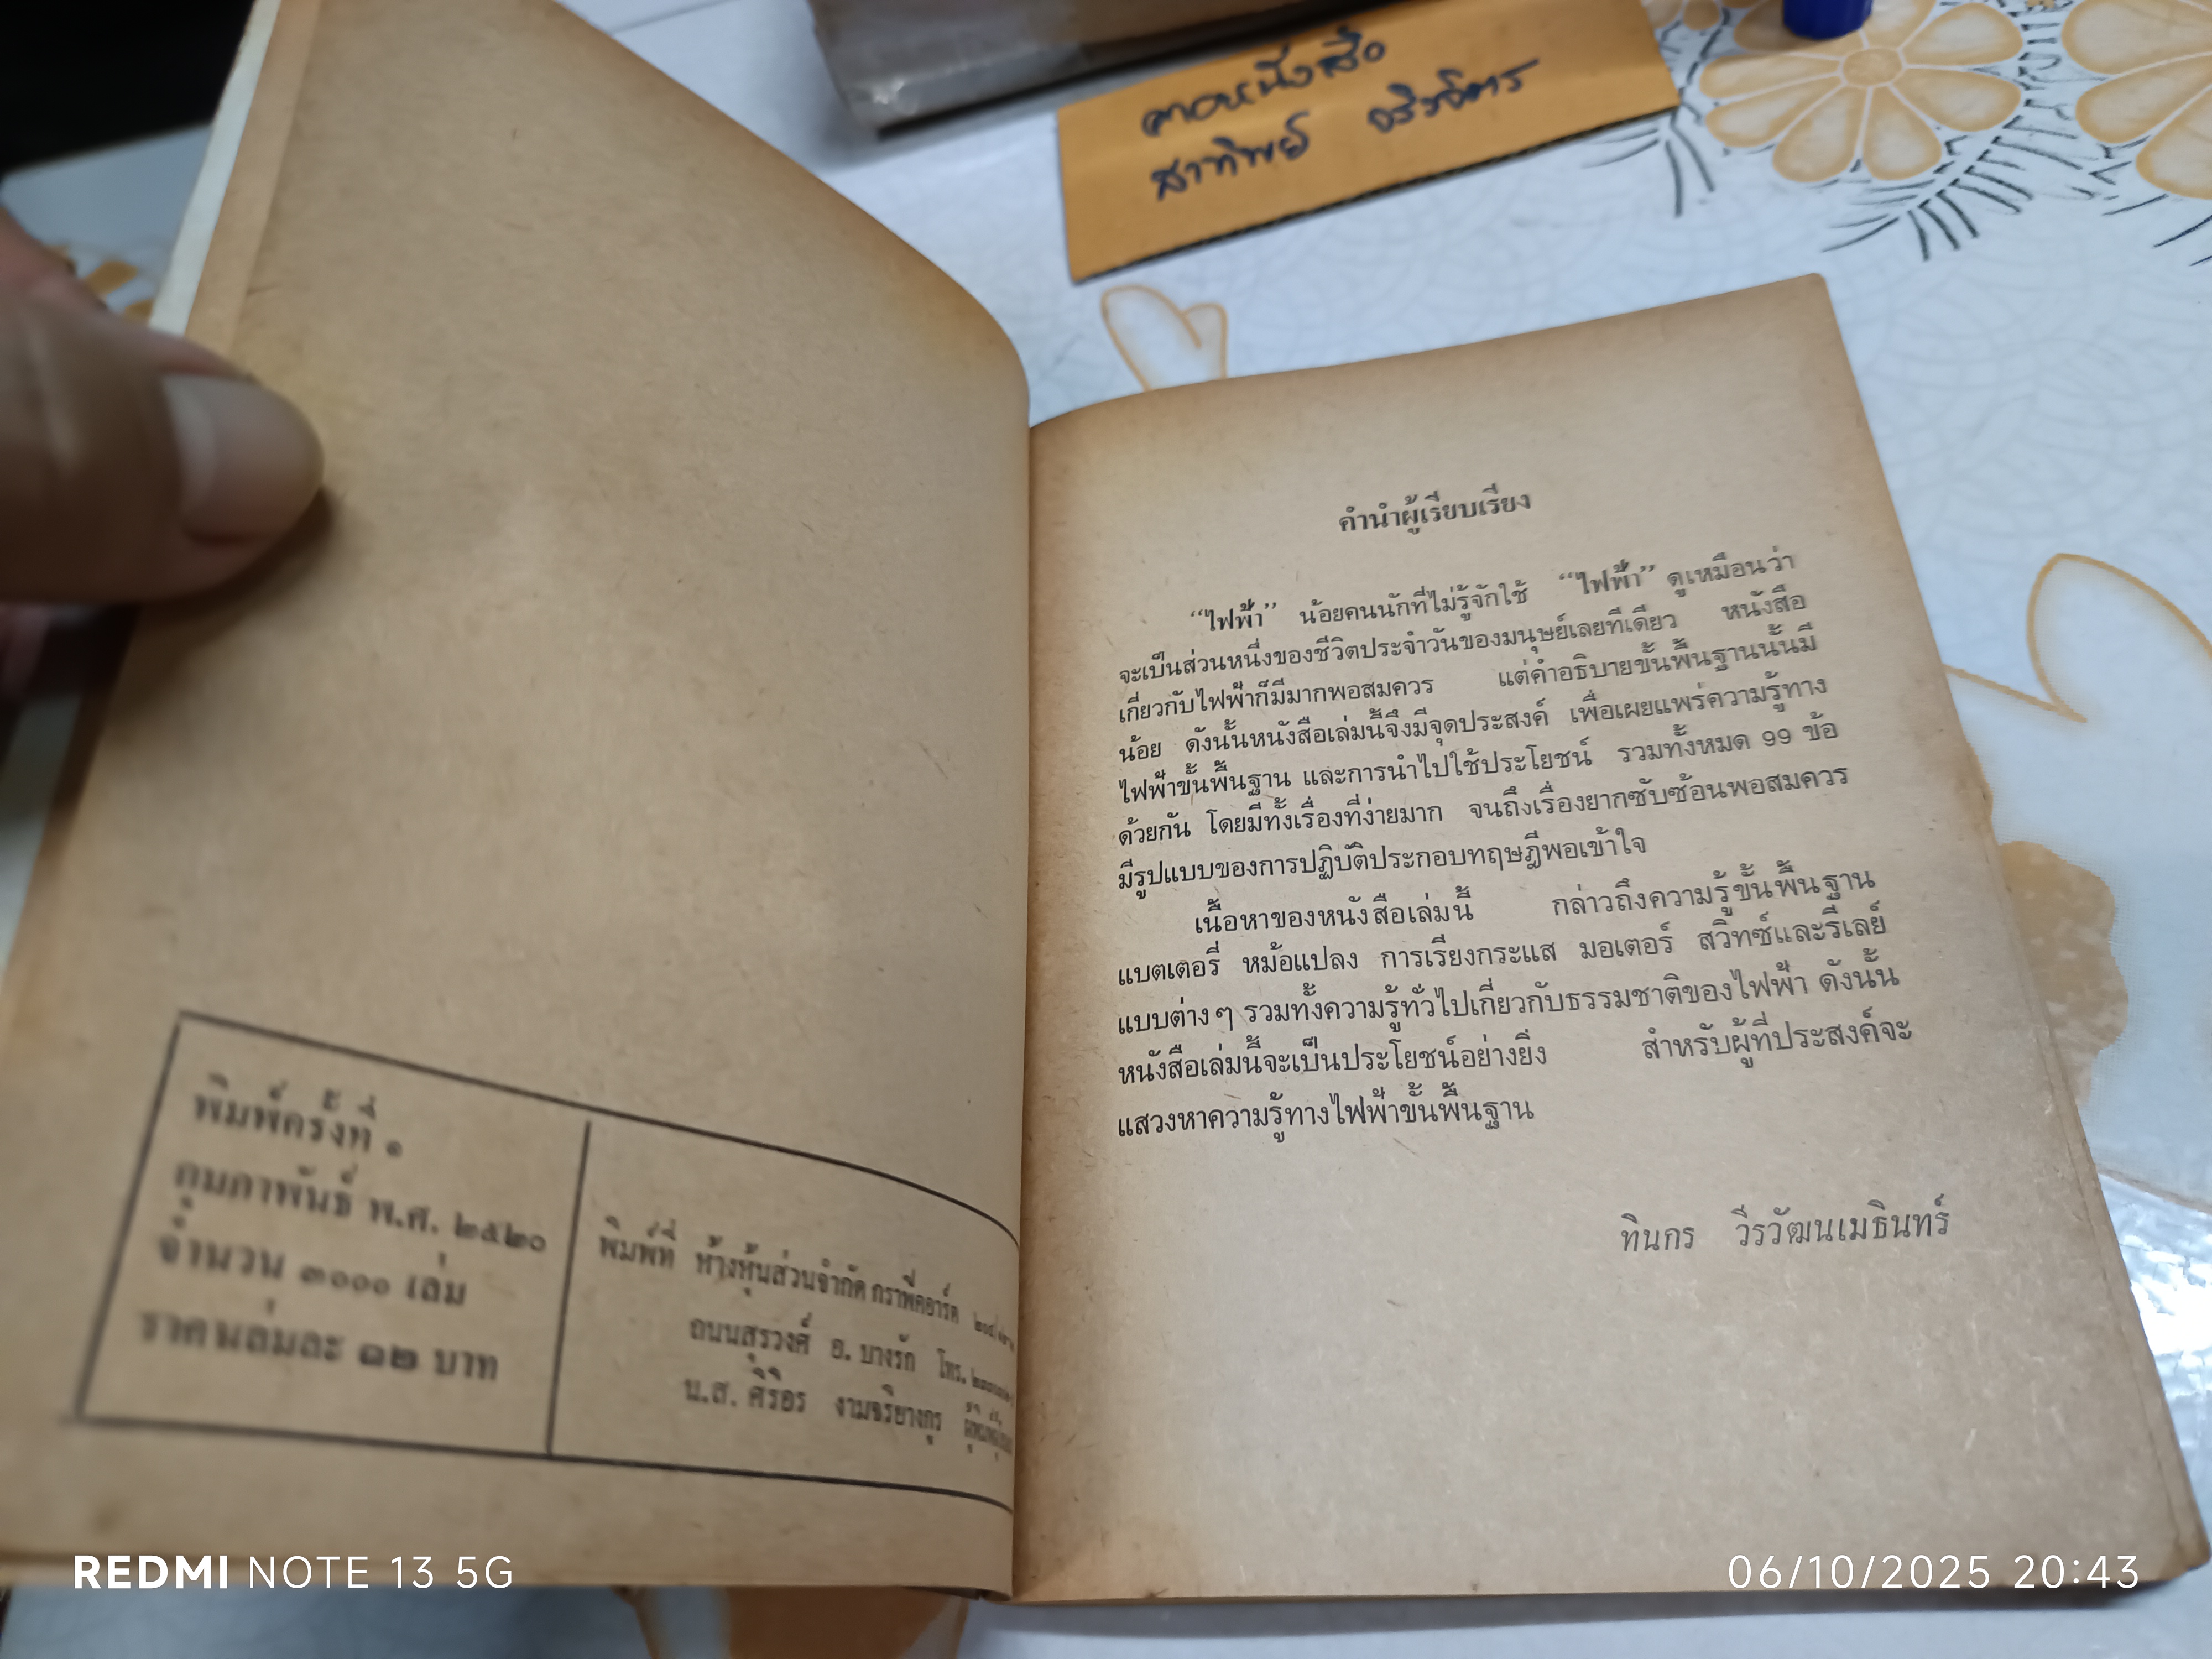 ตาอหนังสือ
สาทิพย์
พิมพ์ครั้งที่ ๑
กุมภาพันธ์ พ.ศ. ๒๕๒๐
จำนวน ๓๐๐๐ เล่ม
ราคาเล่มละ ๑๒ บาท
พิมพ์ที่ ห้างหุ้นส่วนจำกัด กราฟิคอาร์ต
ถนนสุรวงศ์ อ. บางรัก โทร.
น.ส. ศิริอร งามจริยางกูร
คำนำผู้เรียบเรียง
“ไฟฟ้า” น้อยคนนักที่ไม่รู้จักใช้ “ไฟฟ้า” ดูเหมือนว่า
จะเป็นส่วนหนึ่งของชีวิตประจำวันของมนุษย์เลยทีเดียว หนังสือ
เกี่ยวกับไฟฟ้าก็มีมากพอสมควร แต่คำอธิบายขั้นพื้นฐานนั้นมี
น้อย ดังนั้นหนังสือเล่มนี้จึงมีจุดประสงค์ เพื่อเผยแพร่ความรู้ทาง
ไฟฟ้าขั้นพื้นฐาน และการนำไปใช้ประโยชน์ รวมทั้งหมด 99 ข้อ
ด้วยกัน โดยมีทั้งเรื่องที่ง่ายมาก จนถึงเรื่องยากซับซ้อนพอสมควร
มีรูปแบบของการปฏิบัติประกอบทฤษฎีพอเข้าใจ
เนื้อหาของหนังสือเล่มนี้ กล่าวถึงความรู้ขั้นพื้นฐาน
แบตเตอรี่ หม้อแปลง การเรียงกระแส มอเตอร์ สวิทซ์และรีเลย์
แบบต่างๆ รวมทั้งความรู้ทั่วไปเกี่ยวกับธรรมชาติของไฟฟ้า ดังนั้น
หนังสือเล่มนี้จะเป็นประโยชน์อย่างยิ่ง สำหรับผู้ที่ประสงค์จะ
แสวงหาความรู้ทางไฟฟ้าขั้นพื้นฐาน
ทินกร วีรวัฒนเมธินทร์
REDMI NOTE 13 5G
06/10/2025 20:43